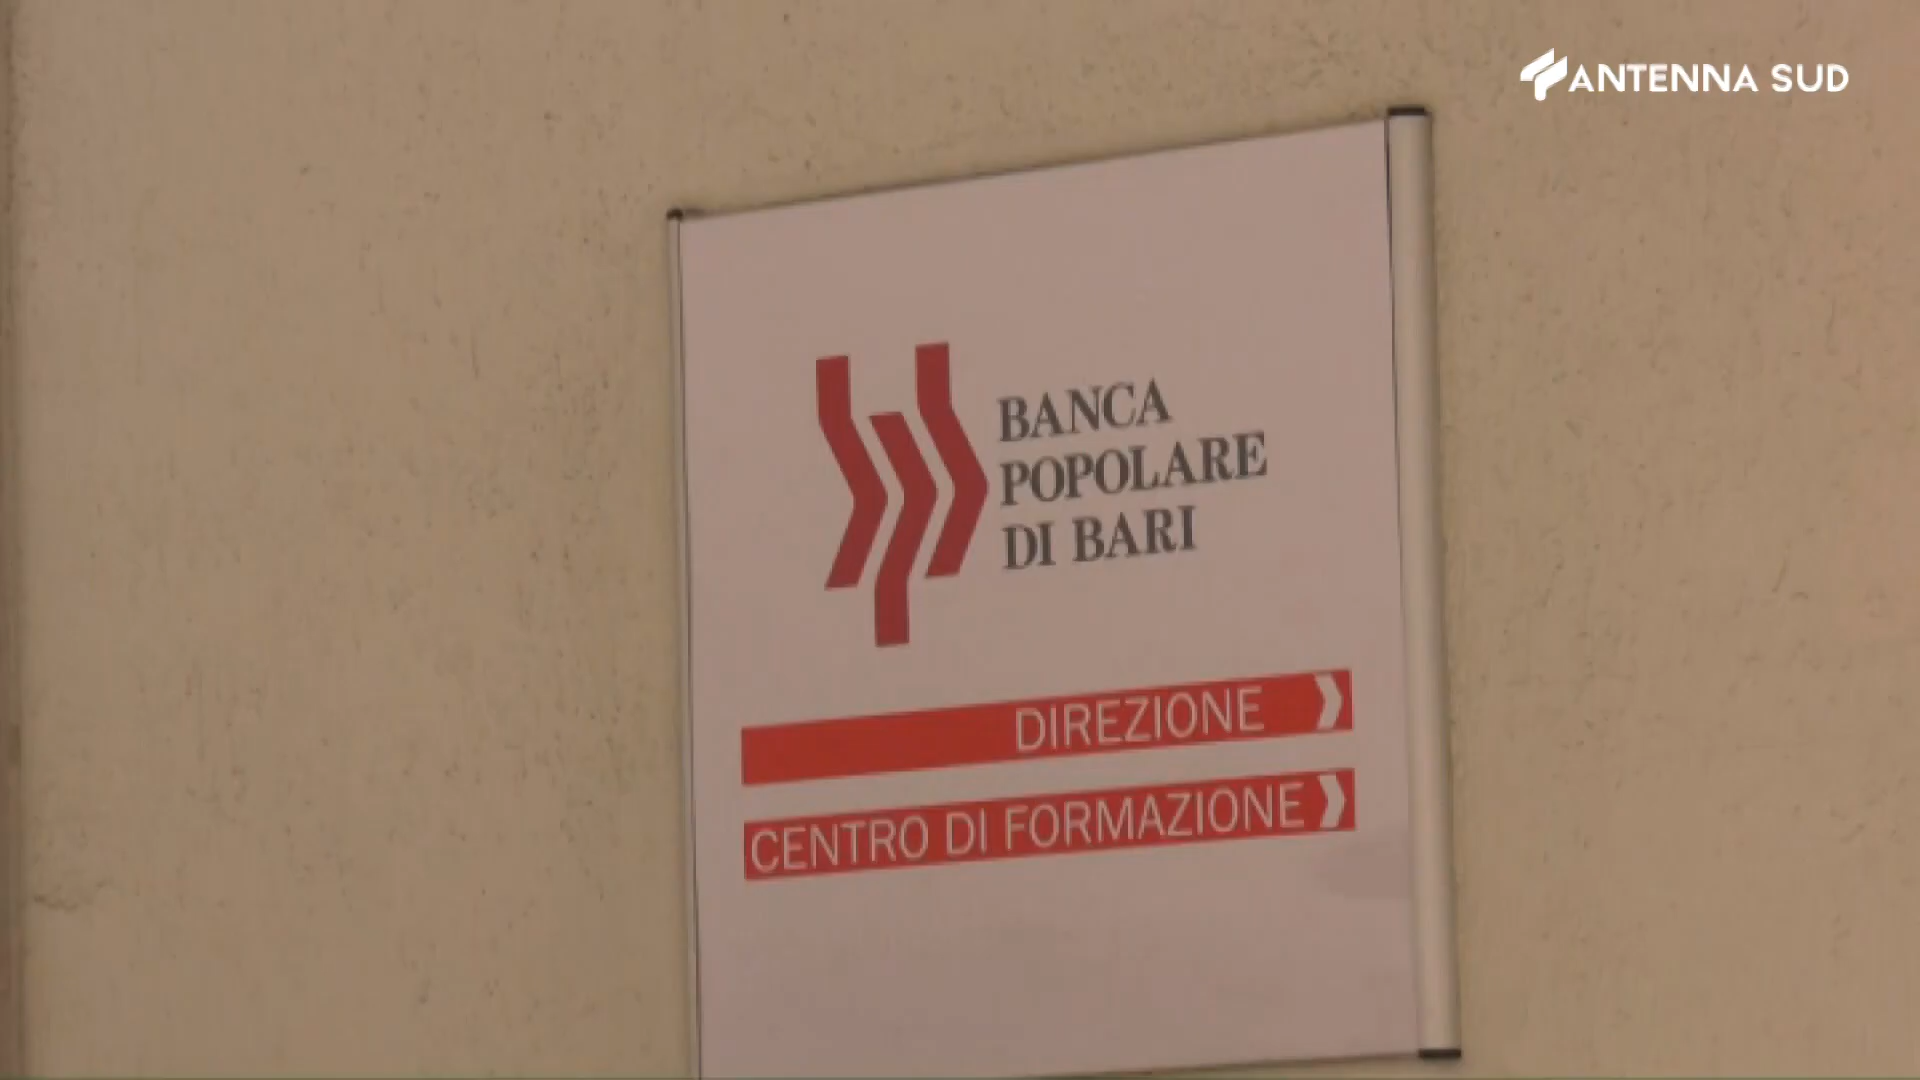 ANTENNA SUD
BANCA
POPOLARE
DI BARI
DIREZIONE
CENTRO DI FORMAZIONE